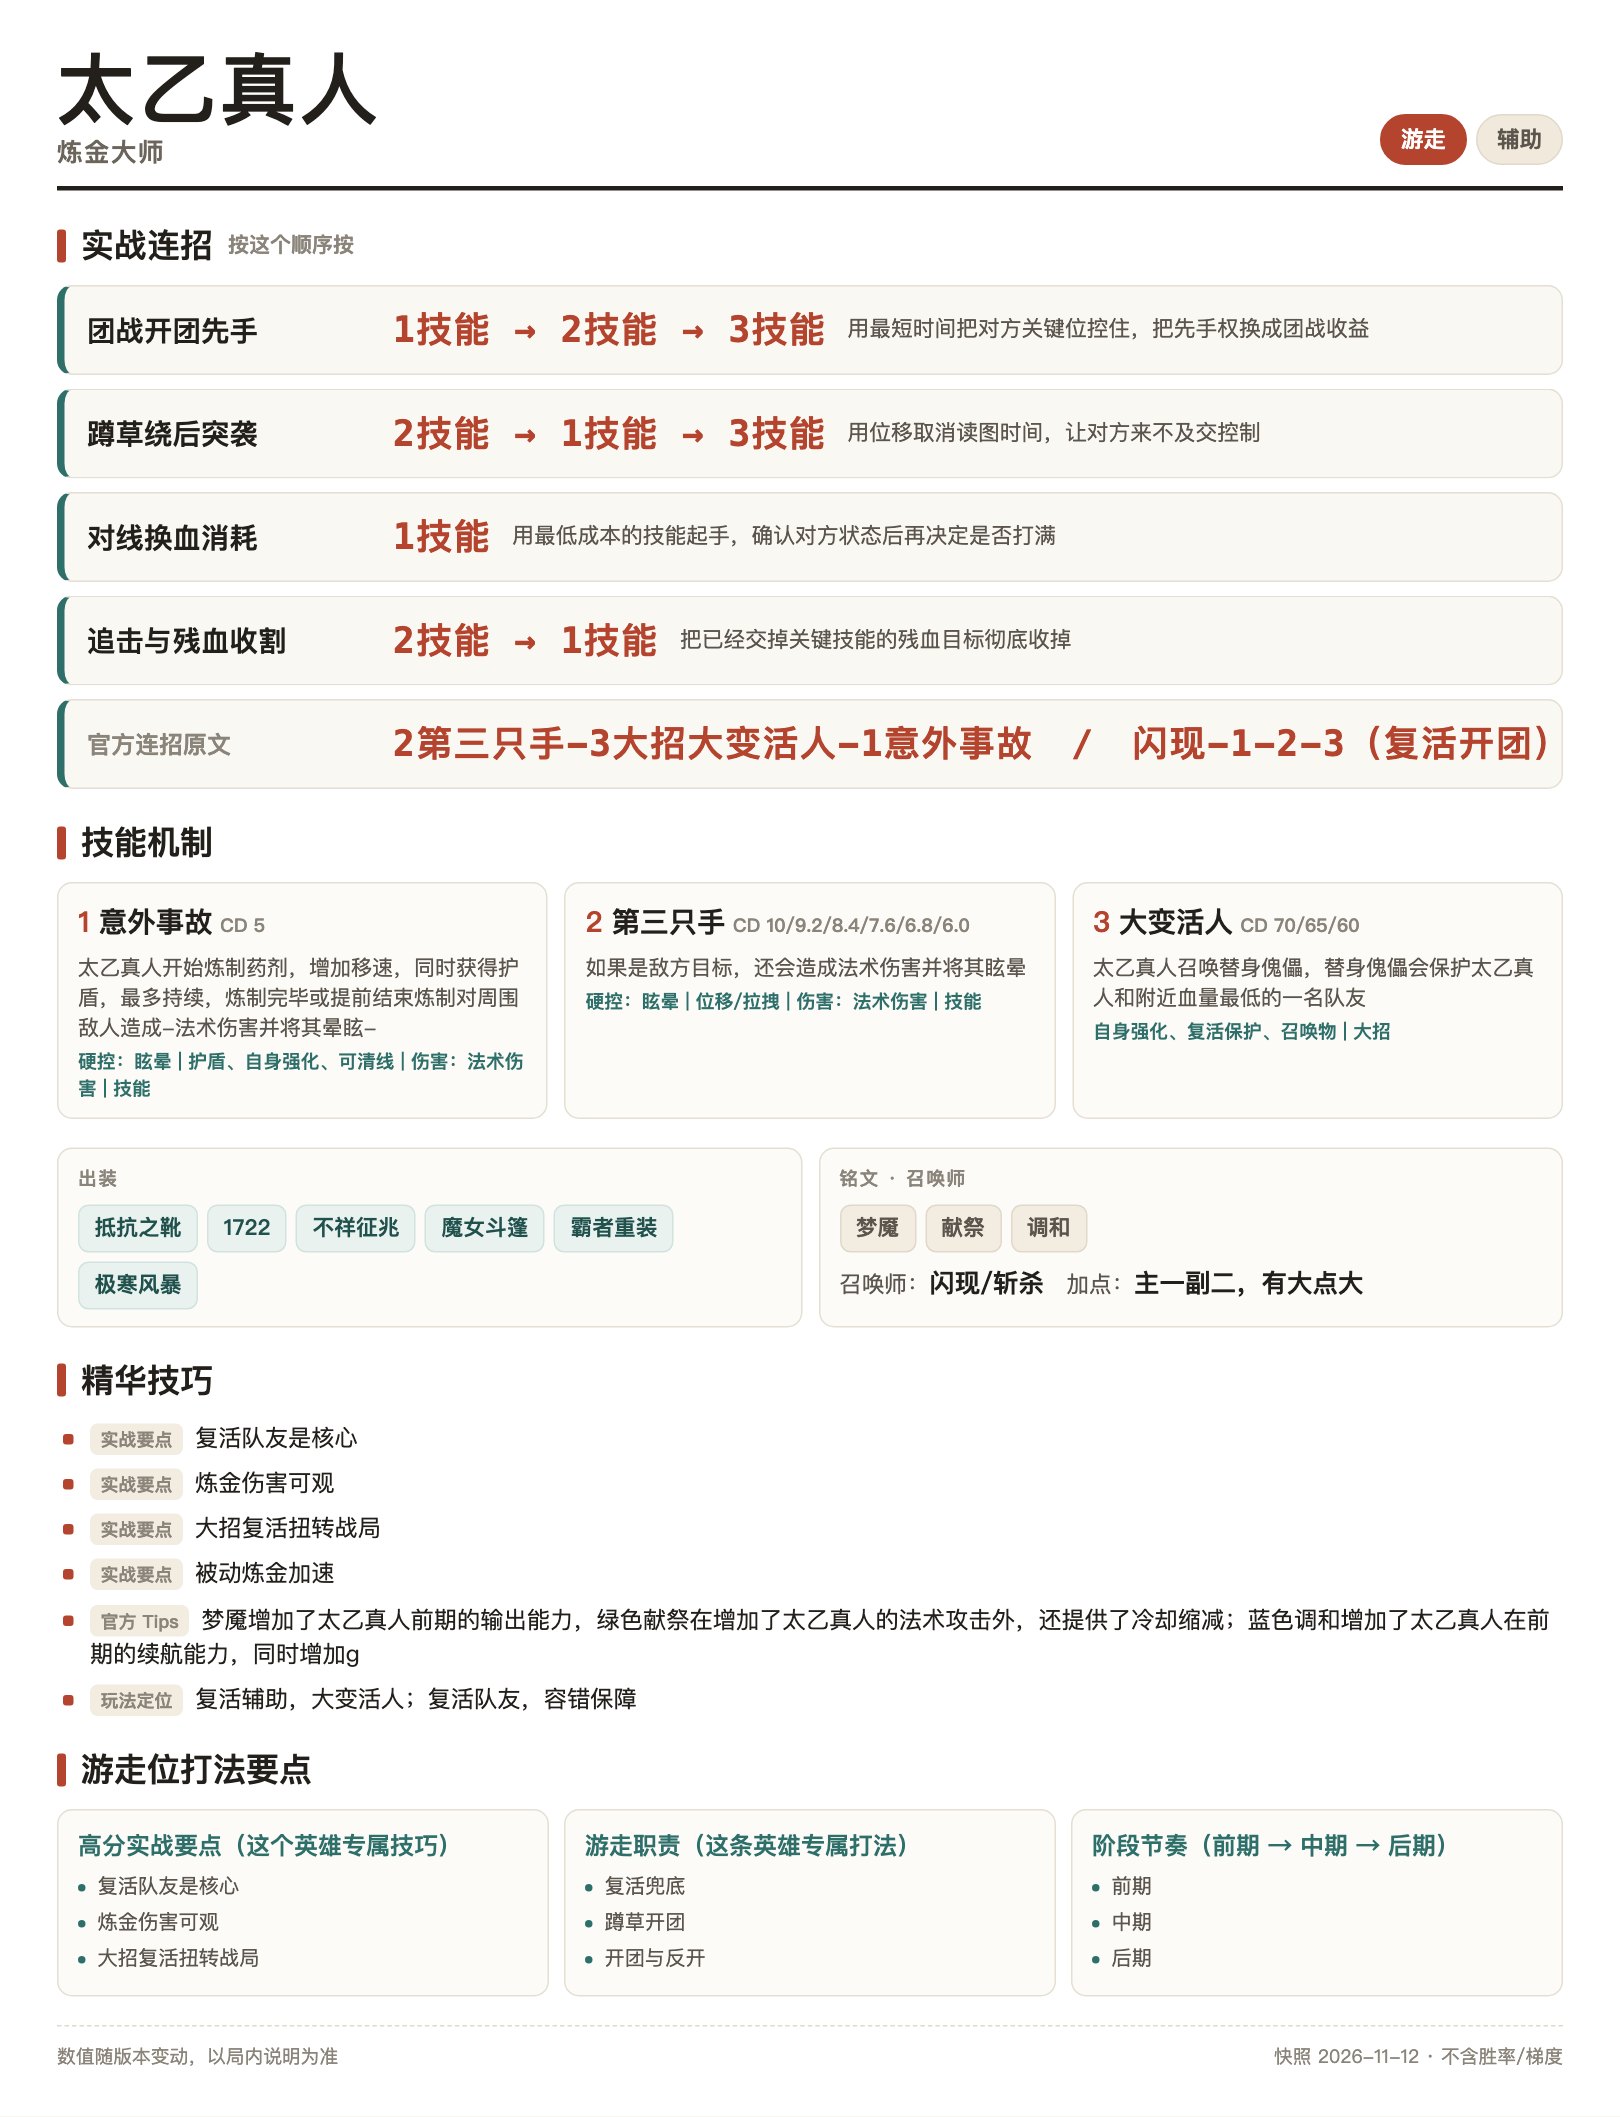 太乙真人
炼金大师
游走 辅助
实战连招 按这个顺序按
团战开团先手 1技能 → 2技能 → 3技能 用最短时间把对方关键位控住，把先手权换成团战收益
蹲草绕后突袭 2技能 → 1技能 → 3技能 用位移取消读图时间，让对方来不及交控制
对线换血消耗 1技能 用最低成本的技能起手，确认对方状态后再决定是否打满
追击与残血收割 2技能 → 1技能 把已经交掉关键技能的残血目标彻底收掉
官方连招原文 2第三只手–3大招大变活人–1意外事故 / 闪现–1–2–3（复活开团）
技能机制
1 意外事故 CD 5
太乙真人开始炼制药剂，增加移速，同时获得护
盾，最多持续，炼制完毕或提前结束炼制对周围
敌人造成–法术伤害并将其晕眩–
硬控：眩晕 | 护盾、自身强化、可清线 | 伤害：法术伤
害 | 技能
2 第三只手 CD 10/9.2/8.4/7.6/6.8/6.0
如果是敌方目标，还会造成法术伤害并将其眩晕
硬控：眩晕 | 位移/拉拽 | 伤害：法术伤害 | 技能
3 大变活人 CD 70/65/60
太乙真人召唤替身傀儡，替身傀儡会保护太乙真
人和附近血量最低的一名队友
自身强化、复活保护、召唤物 | 大招
出装
抵抗之靴 1722 不祥征兆 魔女斗篷 霸者重装
极寒风暴
铭文 · 召唤师
梦魇 献祭 调和
召唤师：闪现/斩杀 加点：主一副二，有大点大
精华技巧
实战要点 复活队友是核心
实战要点 炼金伤害可观
实战要点 大招复活扭转战局
实战要点 被动炼金加速
官方 Tips 梦魇增加了太乙真人前期的输出能力，绿色献祭在增加了太乙真人的法术攻击外，还提供了冷却缩减；蓝色调和增加了太乙真人在前
期的续航能力，同时增加g
玩法定位 复活辅助，大变活人；复活队友，容错保障
游走位打法要点
高分实战要点（这个英雄专属技巧）
复活队友是核心
炼金伤害可观
大招复活扭转战局
游走职责（这条英雄专属打法）
复活兜底
蹲草开团
开团与反开
阶段节奏（前期 → 中期 → 后期）
前期
中期
后期
数值随版本变动，以局内说明为准
快照 2026–11–12 · 不含胜率/梯度